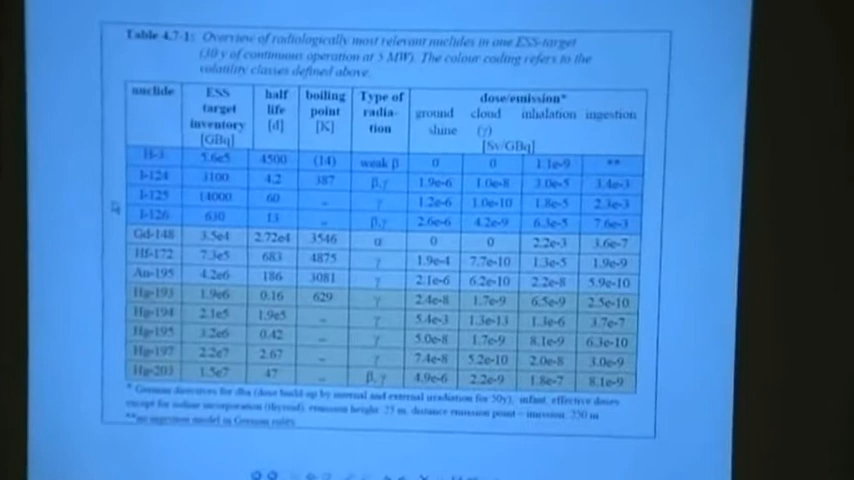 Table 4.7-1: Overview of radiologically most relevant nuclides in one ESS-target
(30 y of continuous operation at 5 MW). The colour coding refers to the
volatility classes defined above.
nuclide ESS target inventory [GBq] half life [d] boiling point [K] Type of radia-tion dose/emission* [Sv/GBq] ground shine cloud (γ) inhalation ingestion
H-3 5.6e5 4500 (14) weak β 0 0 1.1e-9 **
I-124 3100 4.2 387 β,γ 1.9e-6 1.0e-8 3.0e-5 3.4e-3
I-125 14000 60 .. γ 1.2e-6 1.0e-10 1.8e-5 2.3e-3
I-126 630 13 .. β,γ 2.6e-6 4.2e-9 6.3e-5 7.6e-3
Gd-148 3.5e4 2.72e4 3546 α 0 0 2.2e-3 3.6e-7
Hf-172 7.3e5 683 4875 γ 1.9e-4 7.7e-10 1.3e-5 1.9e-9
Au-195 4.2e6 186 3081 γ 2.1e-6 6.2e-10 2.2e-8 5.9e-10
Hg-193 1.9e6 0.16 629 γ 2.4e-8 1.7e-9 6.5e-9 2.5e-10
Hg-194 2.1e5 1.9e5 .. γ 5.4e-3 1.3e-13 1.3e-6 3.7e-7
Hg-195 3.2e6 0.42 .. γ 5.0e-8 1.7e-9 8.1e-9 6.3e-10
Hg-197 2.2e7 2.67 .. γ 7.4e-8 5.2e-10 2.0e-8 3.0e-9
Hg-203 1.5e7 47 .. β,γ 4.9e-6 2.2e-9 1.8e-7 8.1e-9
* German directives for dba (dose build-up by internal and external irradiation for 50y), infant, effective doses
except for iodine incorporation (thyroid), emission height: 25 m, distance emission point – imission: 250 m
**no ingestion model in German rules